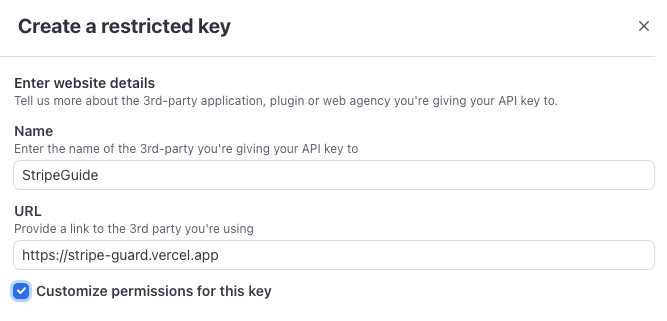 Create a restricted key
Enter website details
Tell us more about the 3rd-party application, plugin or web agency you're giving your API key to.
Name
Enter the name of the 3rd-party you're giving your API key to
StripeGuide
URL
Provide a link to the 3rd party you're using
https://stripe-guard.vercel.app
Customize permissions for this key